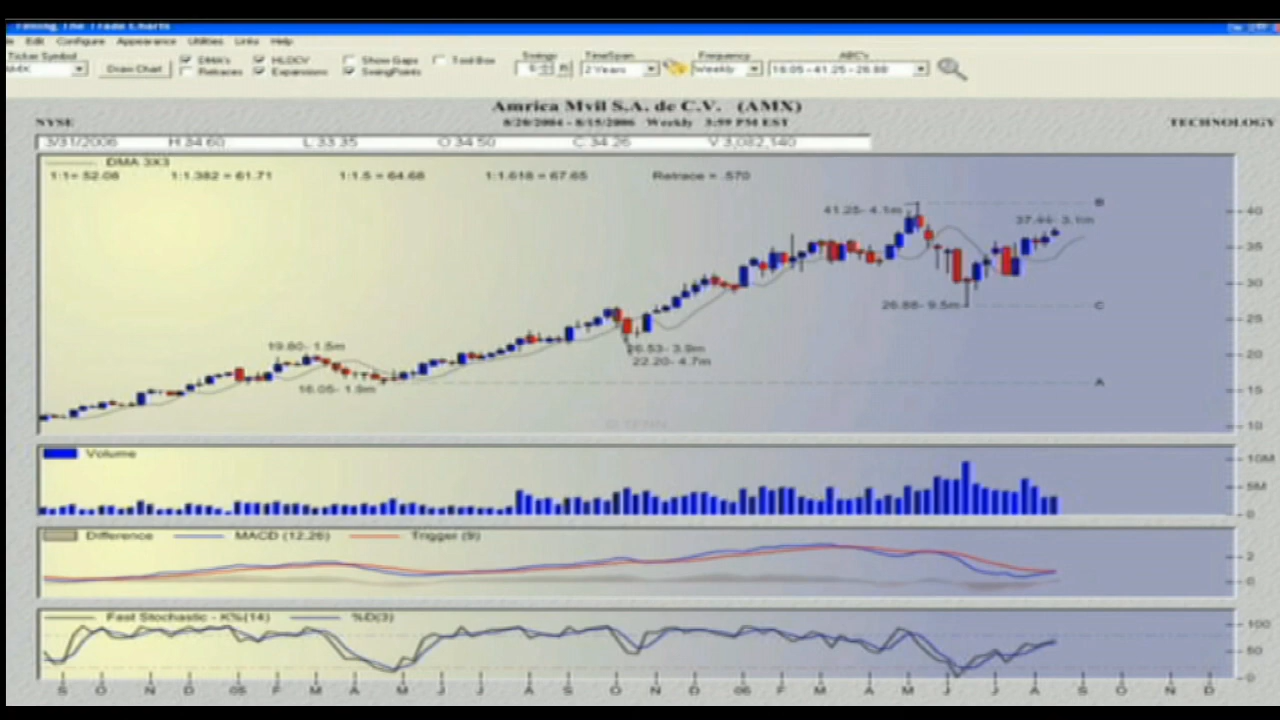 Taming The Trade Charts
Edit Configure Appearance Utilities Links Help
Ticker Symbol
AMX
Draw Chart
DMA's HLOCV Show Gaps Tool Box
Retraces Expansions SwingPoints
Swings TimeSpan Frequency ABC's
2 Years Weekly 16.05 - 41.25 - 26.88
Amrica Mvil S.A. de C.V. (AMX)
NYSE 8/20/2004 - 8/15/2006 Weekly 3:59 PM EST TECHNOLOGY
3/31/2006 H 34.60 L 33.35 O 34.50 C 34.26 V 3,082,140
DMA 3X3
1:1= 52.08 1:1.382 = 61.71 1:1.5 = 64.68 1:1.618 = 67.65 Retrace = .570
41.25- 4.1m B
37.44- 3.1m
40
35
30
26.88- 9.5m C
25
19.80- 1.5m 26.53- 3.9m
22.20- 4.7m
20
16.05- 1.9m A
15
10
Volume 10M
5M
0
Difference MACD (12,26) Trigger (9)
2
0
Fast Stochastic - K%(14) %D(3) 100
50
0
S O N D 05 F M A M J J A S O N D 06 F M A M J J A S O N D